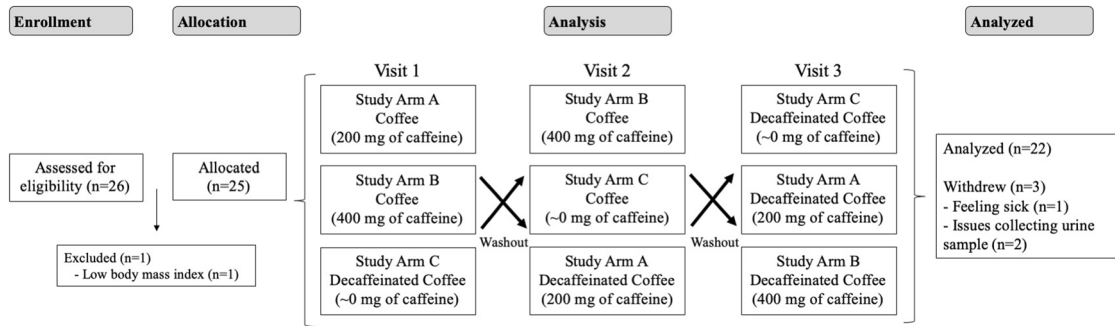 Enrollment
Allocation
Analysis
Analyzed
Visit 1
Visit 2
Visit 3
Assessed for
eligibility (n=26)
Excluded (n=1)
- Low body mass index (n=1)
Allocated
(n=25)
Study Arm A
Coffee
(200 mg of caffeine)
Study Arm B
Coffee
(400 mg of caffeine)
Study Arm C
Decaffeinated Coffee
(~0 mg of caffeine)
Washout
Study Arm B
Coffee
(400 mg of caffeine)
Study Arm C
Coffee
(~0 mg of caffeine)
Study Arm A
Decaffeinated Coffee
(200 mg of caffeine)
Washout
Study Arm C
Decaffeinated Coffee
(~0 mg of caffeine)
Study Arm A
Decaffeinated Coffee
(200 mg of caffeine)
Study Arm B
Decaffeinated Coffee
(400 mg of caffeine)
Analyzed (n=22)
Withdrew (n=3)
- Feeling sick (n=1)
- Issues collecting urine
sample (n=2)